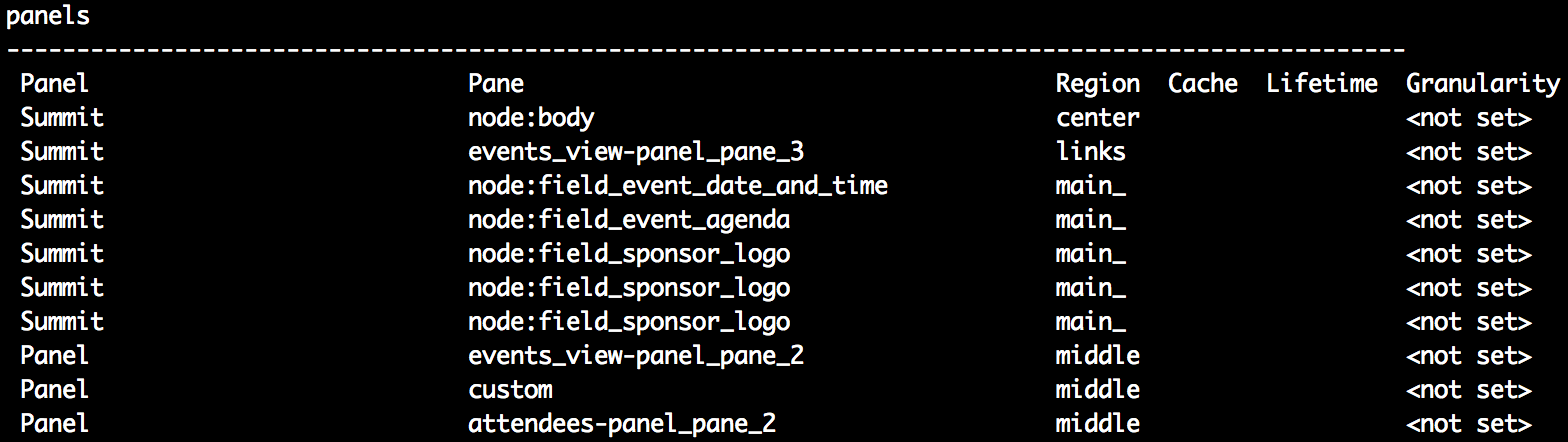 panels
----------------------------------------------------------------------------------------------------
Panel Pane Region Cache Lifetime Granularity
Summit node:body center <not set>
Summit events_view-panel_pane_3 links <not set>
Summit node:field_event_date_and_time main_ <not set>
Summit node:field_event_agenda main_ <not set>
Summit node:field_sponsor_logo main_ <not set>
Summit node:field_sponsor_logo main_ <not set>
Summit node:field_sponsor_logo main_ <not set>
Panel events_view-panel_pane_2 middle <not set>
Panel custom middle <not set>
Panel attendees-panel_pane_2 middle <not set>